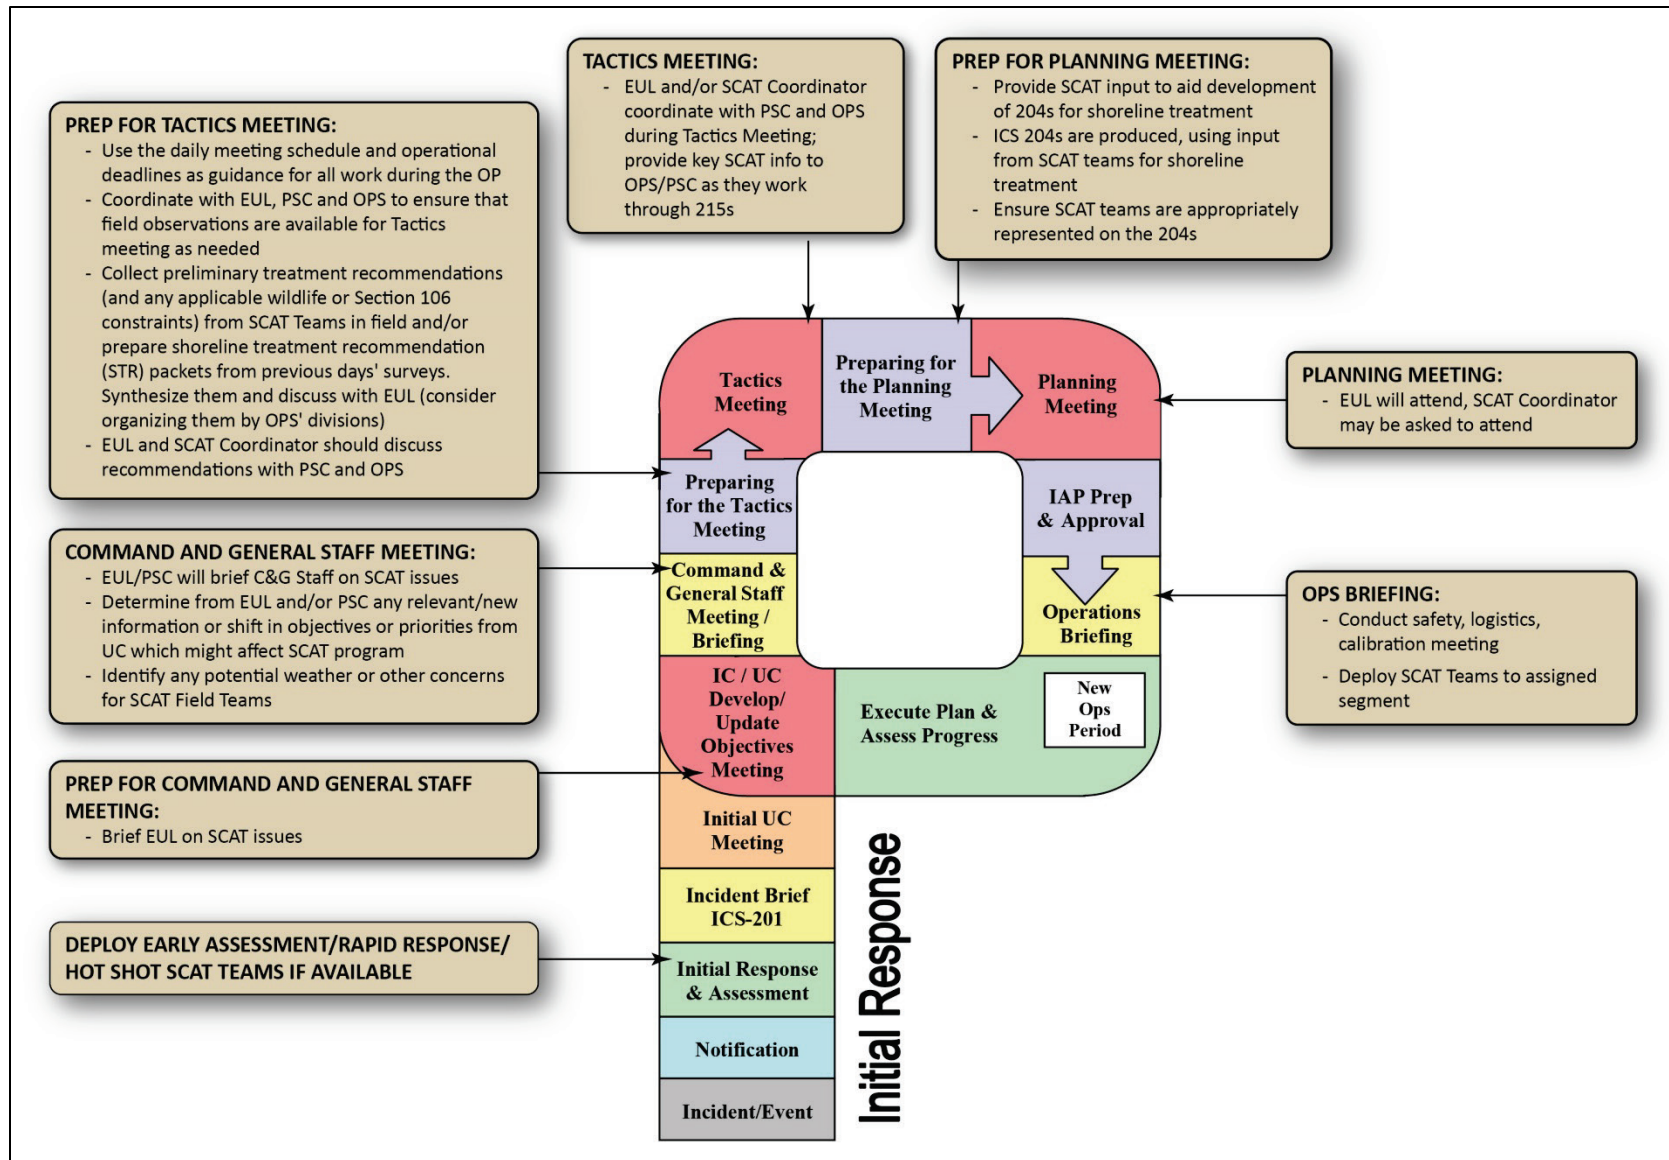 TACTICS MEETING:
- EUL and/or SCAT Coordinator
coordinate with PSC and OPS
during Tactics Meeting;
provide key SCAT info to
OPS/PSC as they work
through 215s
PREP FOR PLANNING MEETING:
- Provide SCAT input to aid development
of 204s for shoreline treatment
- ICS 204s are produced, using input
from SCAT teams for shoreline
treatment
- Ensure SCAT teams are appropriately
represented on the 204s
PREP FOR TACTICS MEETING:
- Use the daily meeting schedule and operational
deadlines as guidance for all work during the OP
- Coordinate with EUL, PSC and OPS to ensure that
field observations are available for Tactics
meeting as needed
- Collect preliminary treatment recommendations
(and any applicable wildlife or Section 106
constraints) from SCAT Teams in field and/or
prepare shoreline treatment recommendation
(STR) packets from previous days' surveys.
Synthesize them and discuss with EUL (consider
organizing them by OPS' divisions)
- EUL and SCAT Coordinator should discuss
recommendations with PSC and OPS
COMMAND AND GENERAL STAFF MEETING:
- EUL/PSC will brief C&G Staff on SCAT issues
- Determine from EUL and/or PSC any relevant/new
information or shift in objectives or priorities from
UC which might affect SCAT program
- Identify any potential weather or other concerns
for SCAT Field Teams
PREP FOR COMMAND AND GENERAL STAFF
MEETING:
- Brief EUL on SCAT issues
DEPLOY EARLY ASSESSMENT/RAPID RESPONSE/
HOT SHOT SCAT TEAMS IF AVAILABLE
Tactics
Meeting
Preparing for
the Planning
Meeting
Planning
Meeting
Preparing
for the Tactics
Meeting
IAP Prep
& Approval
Command &
General Staff
Meeting /
Briefing
Operations
Briefing
IC / UC
Develop/
Update
Objectives
Meeting
Execute Plan &
Assess Progress
New
Ops
Period
Initial UC
Meeting
Incident Brief
ICS-201
Initial Response
& Assessment
Notification
Incident/Event
Initial Response
PLANNING MEETING:
- EUL will attend, SCAT Coordinator
may be asked to attend
OPS BRIEFING:
- Conduct safety, logistics,
calibration meeting
- Deploy SCAT Teams to assigned
segment